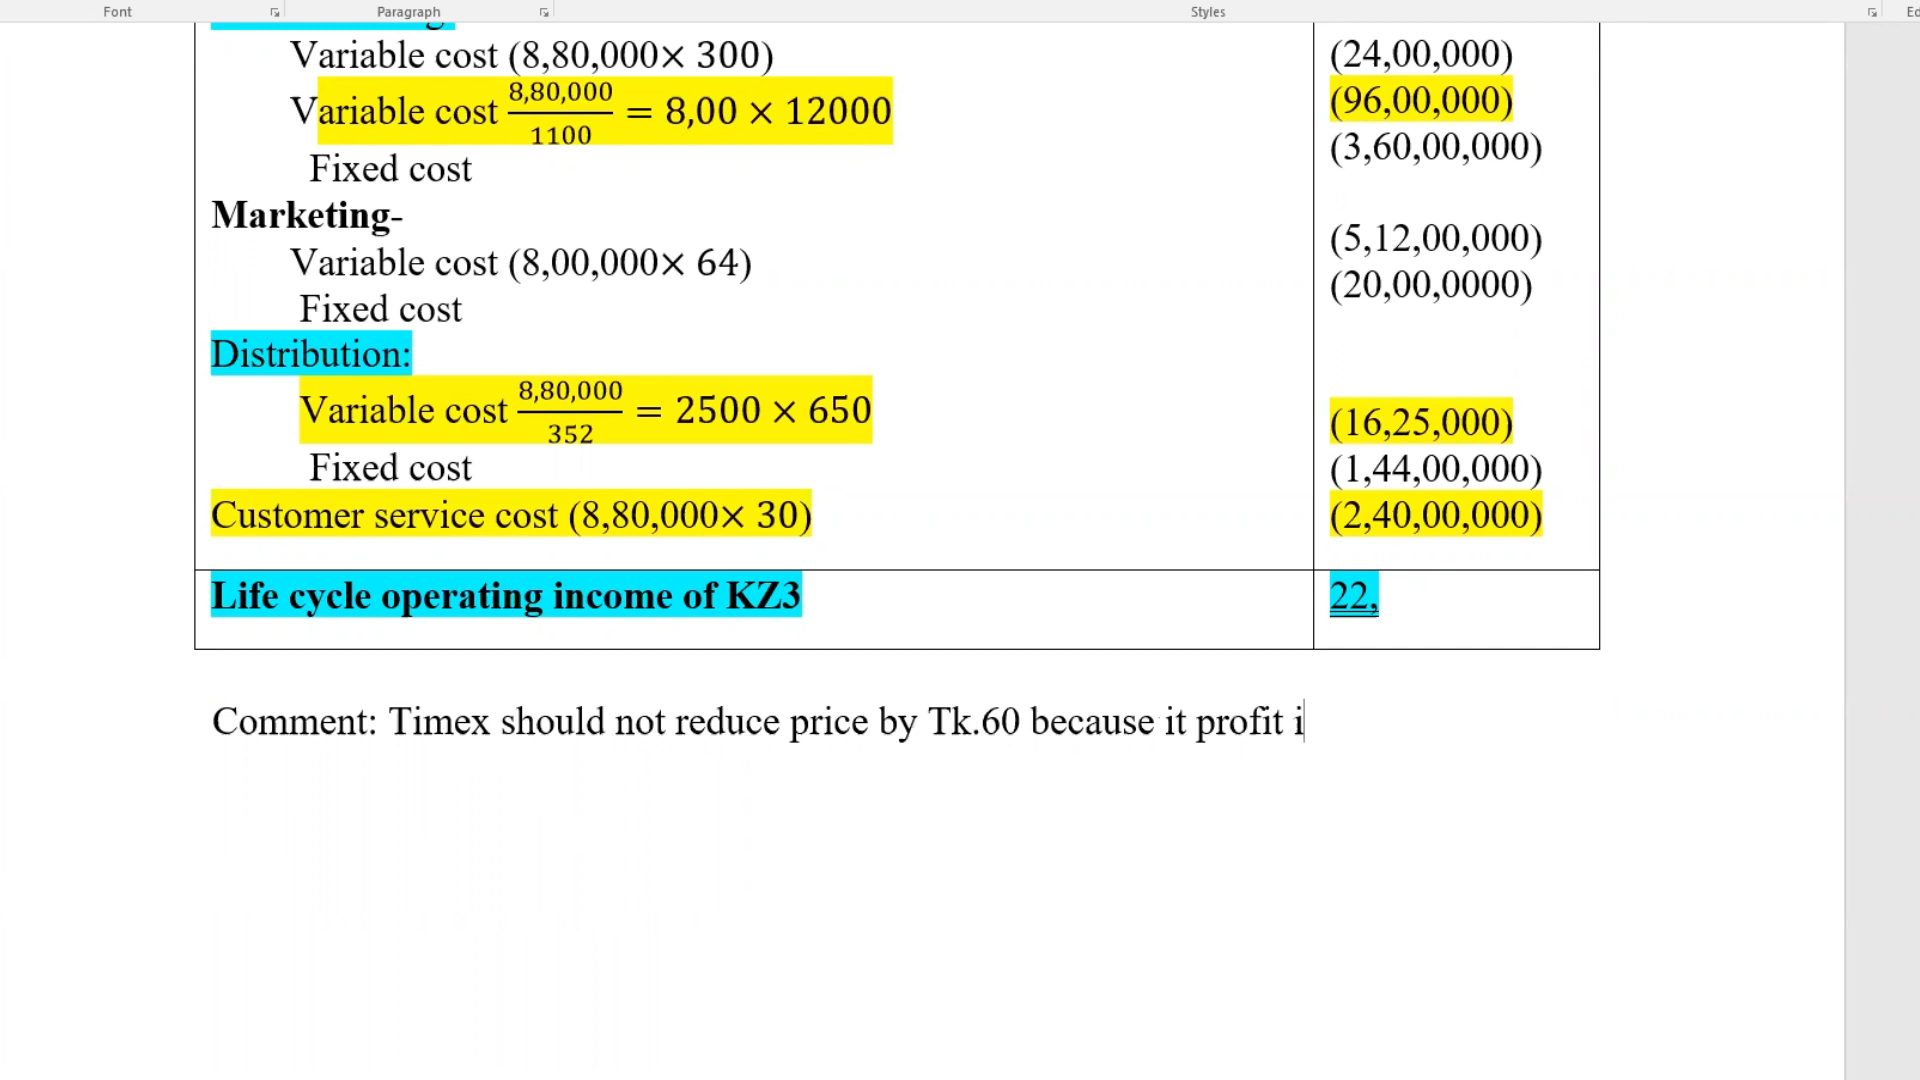 Font Paragraph Styles
Variable cost (8,80,000× 300) (24,00,000)
Variable cost 8,80,000/1100 = 8,00 × 12000 (96,00,000)
Fixed cost (3,60,00,000)
Marketing-
Variable cost (8,00,000× 64) (5,12,00,000)
Fixed cost (20,00,0000)
Distribution:
Variable cost 8,80,000/352 = 2500 × 650 (16,25,000)
Fixed cost (1,44,00,000)
Customer service cost (8,80,000× 30) (2,40,00,000)
Life cycle operating income of KZ3 22,
Comment: Timex should not reduce price by Tk.60 because it profit i